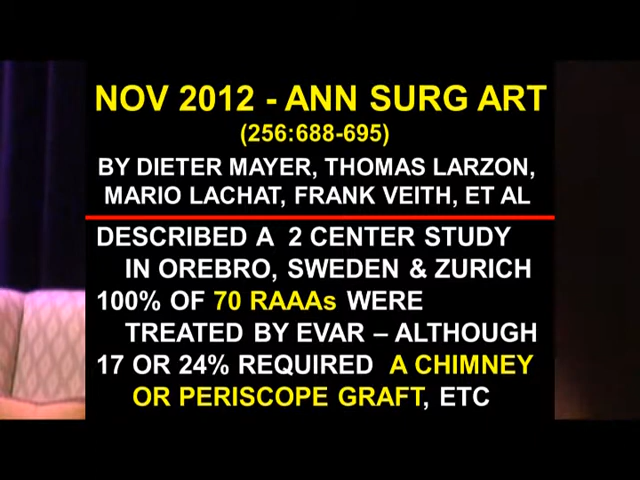 NOV 2012 - ANN SURG ART
(256:688-695)
BY DIETER MAYER, THOMAS LARZON,
MARIO LACHAT, FRANK VEITH, ET AL
DESCRIBED A 2 CENTER STUDY
IN OREBRO, SWEDEN & ZURICH
100% OF 70 RAAAs WERE
TREATED BY EVAR – ALTHOUGH
17 OR 24% REQUIRED A CHIMNEY
OR PERISCOPE GRAFT, ETC